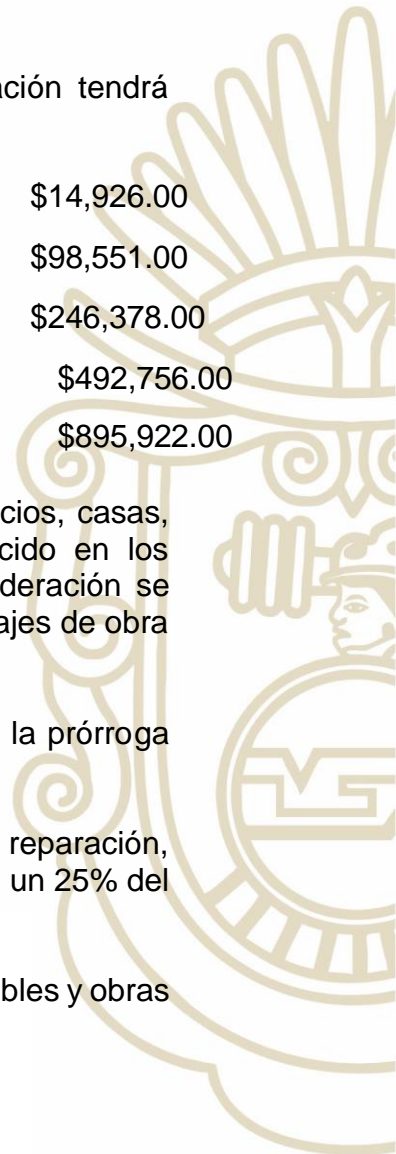 ación tendrá
$14,926.00
$98,551.00
$246,378.00
$492,756.00
$895,922.00
cios, casas,
cido en los
deración se
ajes de obra
la prórroga
reparación,
un 25% del
bles y obras